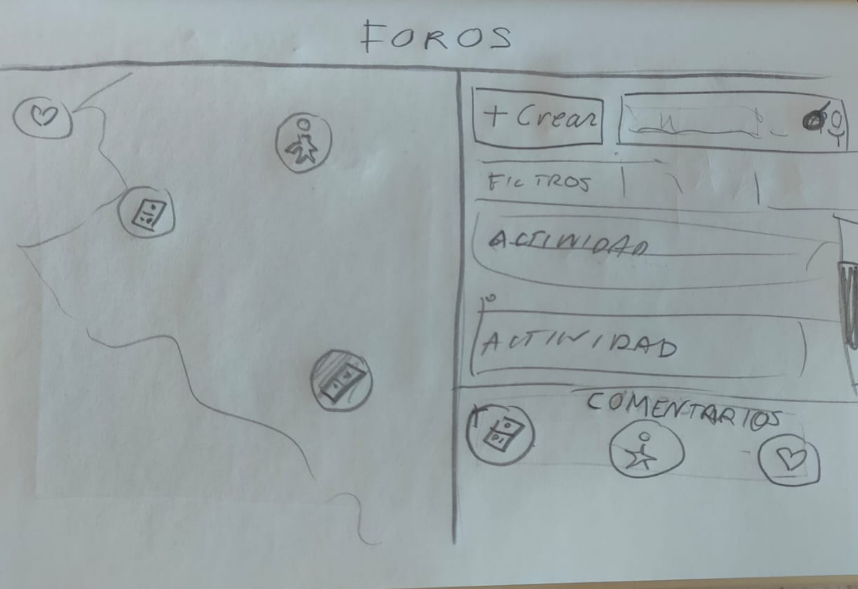 FOROS
+ Crear
FILTROS
ACTIVIDAD
ACTIVIDAD
COMENTARIOS